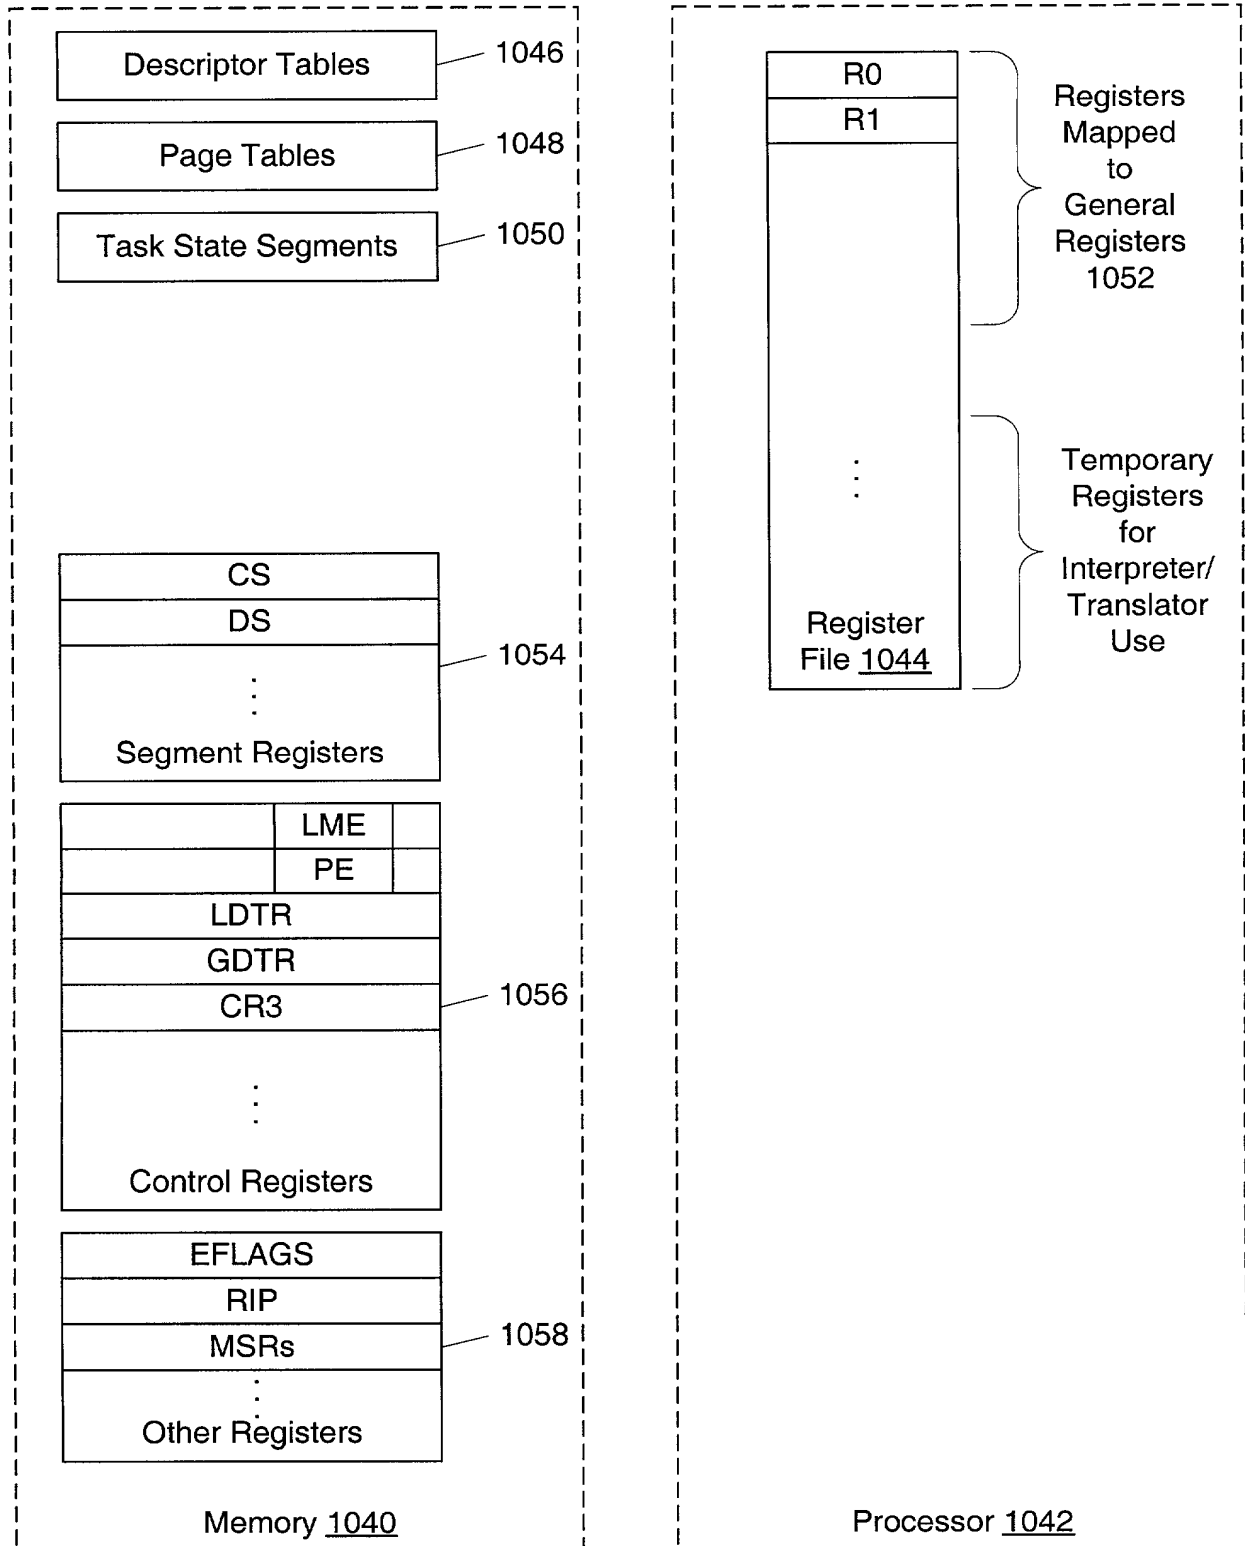 Descriptor Tables
1046
Page Tables
1048
Task State Segments
1050
CS
DS
1054
Segment Registers
LME
PE
LDTR
GDTR
CR3
1056
Control Registers
EFLAGS
RIP
MSRs
1058
Other Registers
Memory 1040
R0
R1
Registers
Mapped
to
General
Registers
1052
Temporary
Registers
for
Interpreter/
Translator
Use
Register
File 1044
Processor 1042